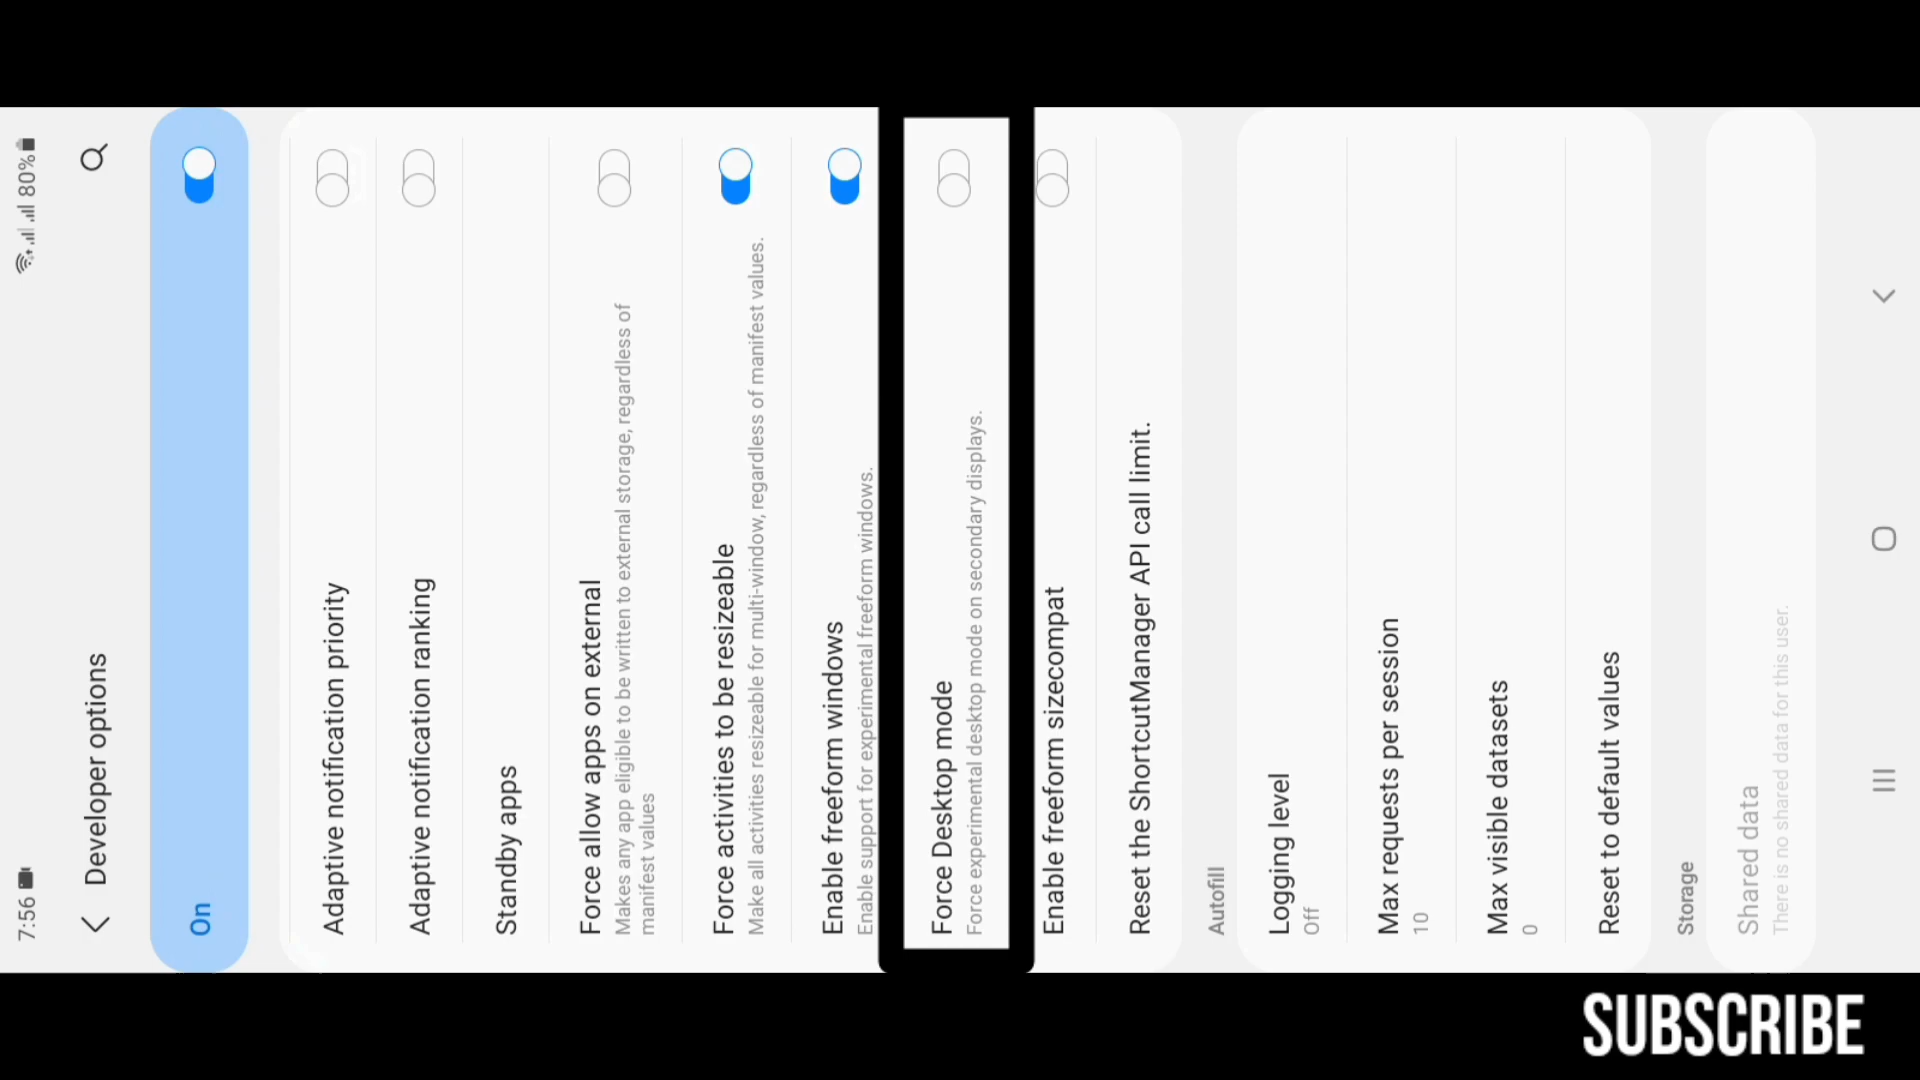 7:56
80%
Developer options
On
Adaptive notification priority
Adaptive notification ranking
Standby apps
Force allow apps on external
Makes any app eligible to be written to external storage, regardless of
manifest values
Force activities to be resizeable
Make all activities resizeable for multi-window, regardless of manifest values.
Enable freeform windows
Enable support for experimental freeform windows.
Force Desktop mode
Force experimental desktop mode on secondary displays.
Enable freeform sizecompat
Reset the ShortcutManager API call limit.
Autofill
Logging level
Off
Max requests per session
10
Max visible datasets
0
Reset to default values
Storage
Shared data
There is no shared data for this user.
SUBSCRIBE